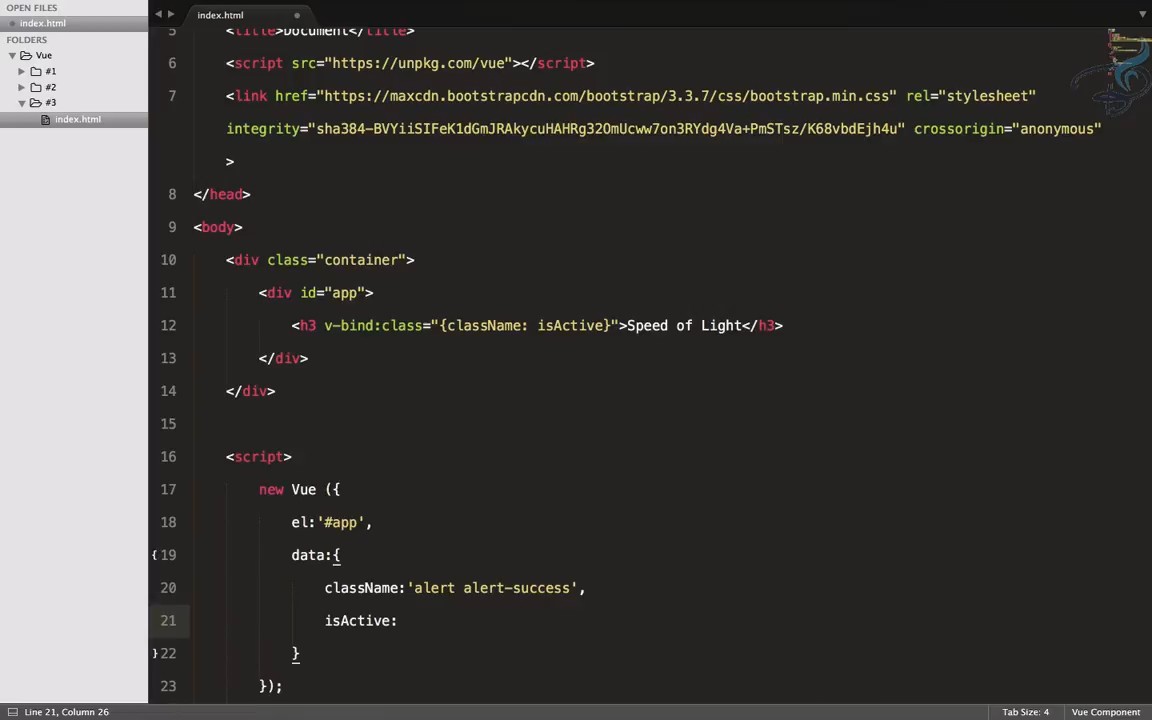 OPEN FILES
index.html
FOLDERS
Vue
#1
#2
#3
index.html
index.html
5 <title>Document</title>
6 <script src="https://unpkg.com/vue"></script>
7 <link href="https://maxcdn.bootstrapcdn.com/bootstrap/3.3.7/css/bootstrap.min.css" rel="stylesheet"
integrity="sha384-BVYiiSIFeK1dGmJRAkycuHAHRg32OmUcww7on3RYdg4Va+PmSTsz/K68vbdEjh4u" crossorigin="anonymous"
>
8 </head>
9 <body>
10 <div class="container">
11 <div id="app">
12 <h3 v-bind:class="{className: isActive}">Speed of Light</h3>
13 </div>
14 </div>
15
16 <script>
17 new Vue ({
18 el:'#app',
19 data:{
20 className:'alert alert-success',
21 isActive:
22 }
23 });
Line 21, Column 26
Tab Size: 4
Vue Component